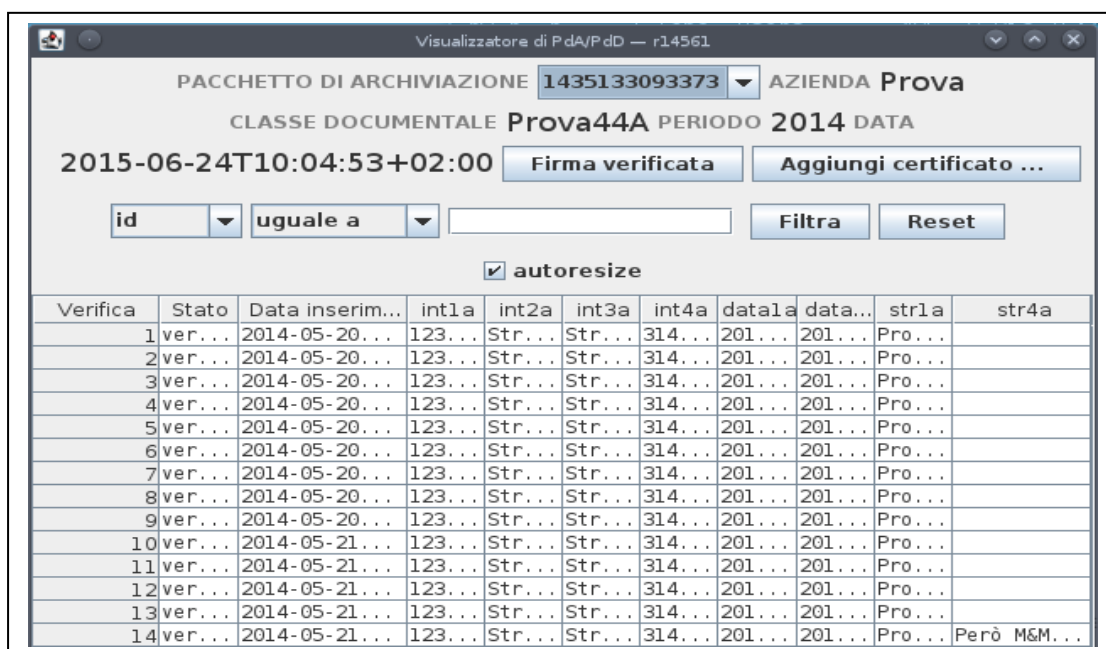 Visualizzatore di PdA/PdD — r14561
PACCHETTO DI ARCHIVIAZIONE 1435133093373 AZIENDA Prova
CLASSE DOCUMENTALE Prova44A PERIODO 2014 DATA
2015-06-24T10:04:53+02:00 Firma verificata Aggiungi certificato ...
id uguale a Filtra Reset
autoresize
Verifica Stato Data inserim... int1a int2a int3a int4a data1a data... str1a str4a
1 ver... 2014-05-20... 123... Str... Str... 314... 201... 201... Pro...
2 ver... 2014-05-20... 123... Str... Str... 314... 201... 201... Pro...
3 ver... 2014-05-20... 123... Str... Str... 314... 201... 201... Pro...
4 ver... 2014-05-20... 123... Str... Str... 314... 201... 201... Pro...
5 ver... 2014-05-20... 123... Str... Str... 314... 201... 201... Pro...
6 ver... 2014-05-20... 123... Str... Str... 314... 201... 201... Pro...
7 ver... 2014-05-20... 123... Str... Str... 314... 201... 201... Pro...
8 ver... 2014-05-20... 123... Str... Str... 314... 201... 201... Pro...
9 ver... 2014-05-20... 123... Str... Str... 314... 201... 201... Pro...
10 ver... 2014-05-21... 123... Str... Str... 314... 201... 201... Pro...
11 ver... 2014-05-21... 123... Str... Str... 314... 201... 201... Pro...
12 ver... 2014-05-21... 123... Str... Str... 314... 201... 201... Pro...
13 ver... 2014-05-21... 123... Str... Str... 314... 201... 201... Pro...
14 ver... 2014-05-21... 123... Str... Str... 314... 201... 201... Pro... Però M&M...